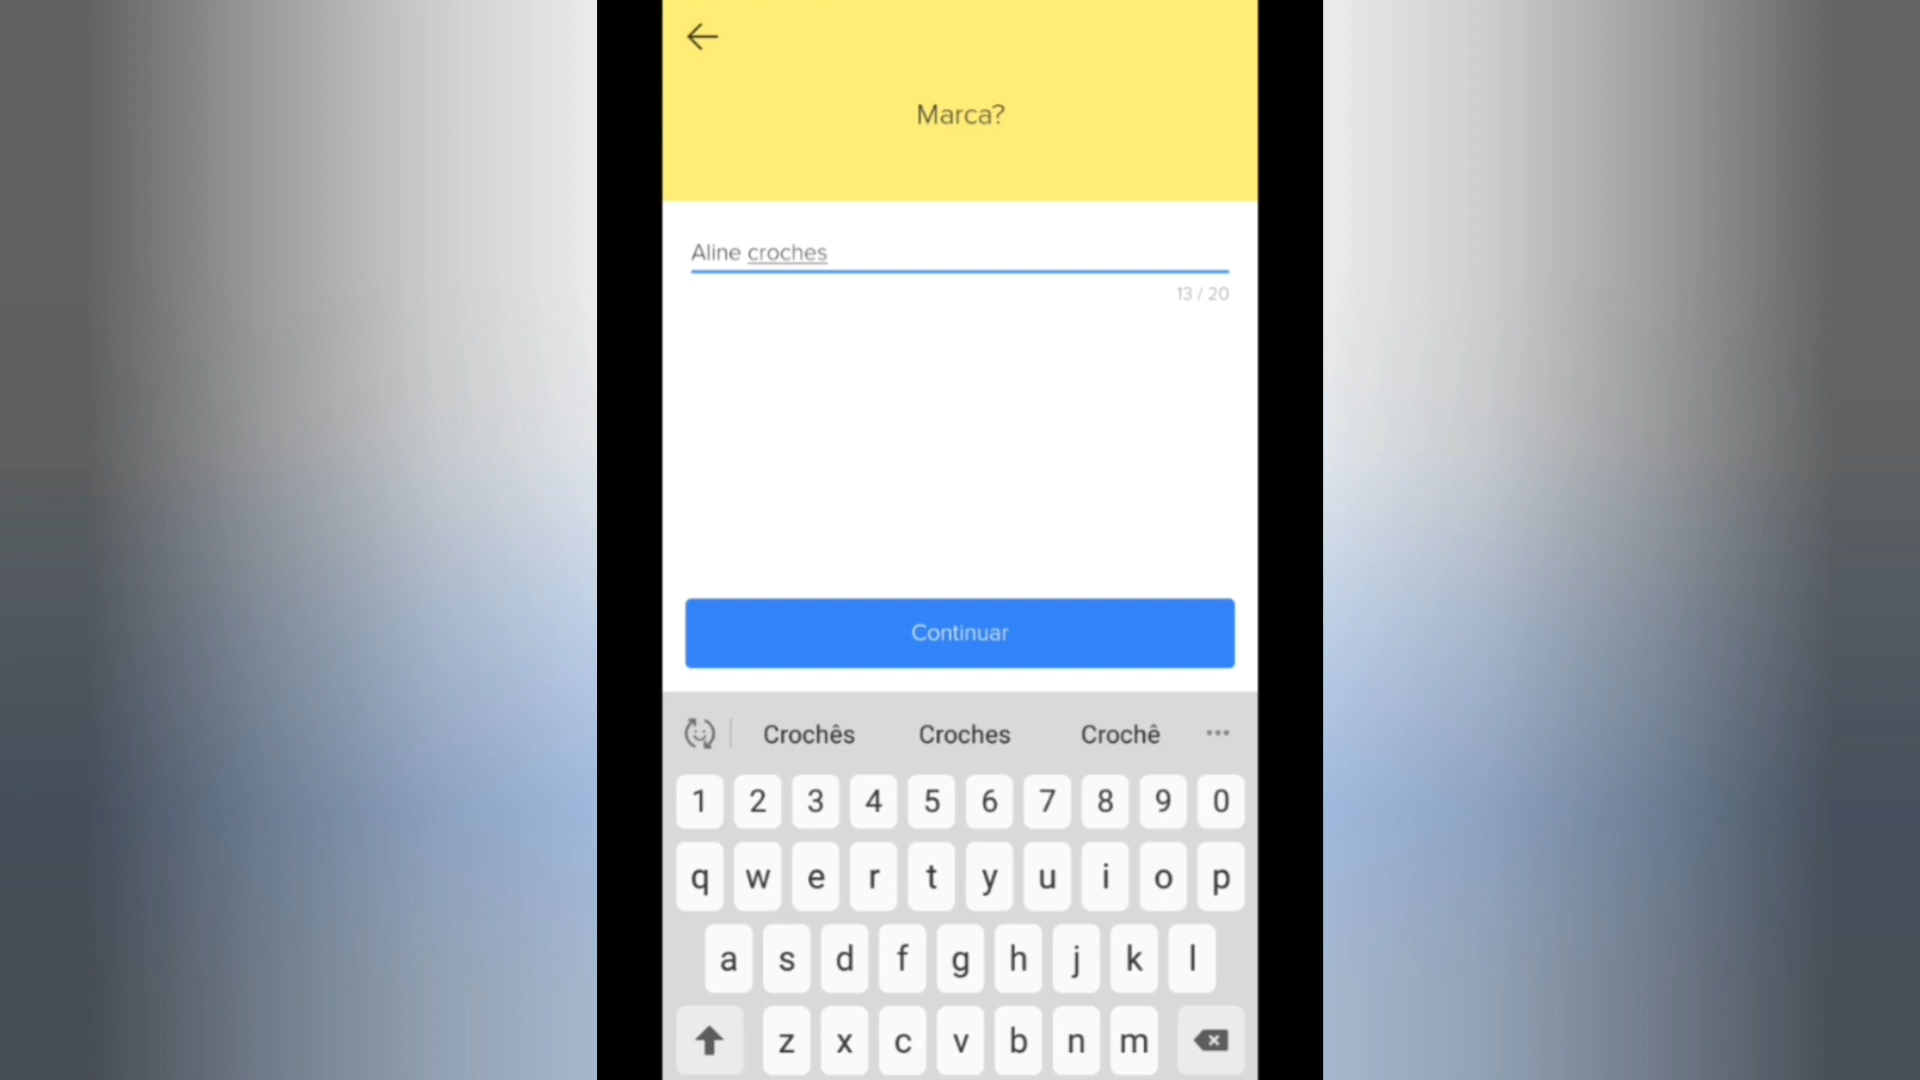 Marca?
Aline croches
13 / 20
Continuar
Crochês Croches Crochê
1 2 3 4 5 6 7 8 9 0
q w e r t y u i o p
a s d f g h j k l
z x c v b n m